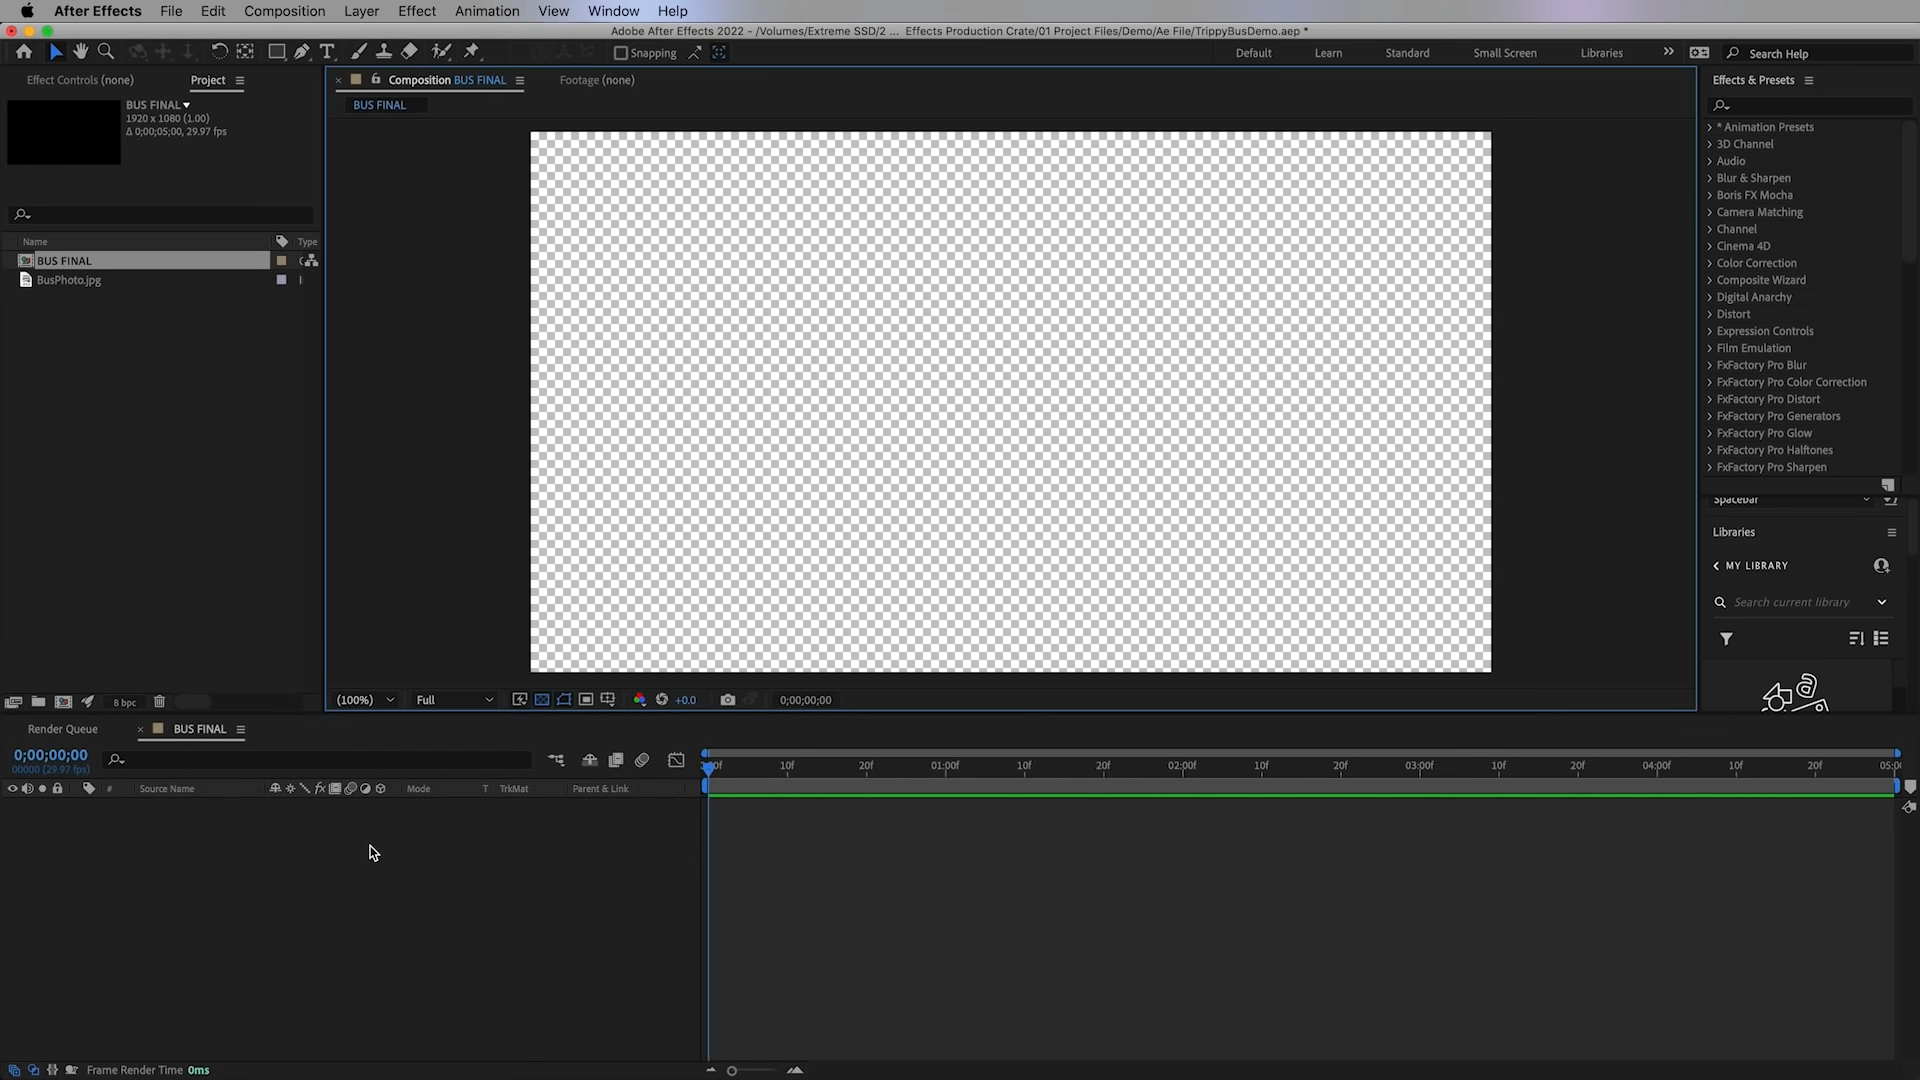 After Effects File Edit Composition Layer Effect Animation View Window Help
Adobe After Effects 2022 - /Volumes/Extreme SSD/2 ... Effects Production Crate/01 Project Files/Demo/Ae File/TrippyBusDemo.aep *
Snapping
Default Learn Standard Small Screen Libraries
Search Help
Effect Controls (none) Project
Composition BUS FINAL Footage (none)
Effects & Presets
BUS FINAL
1920 x 1080 (1.00)
Δ 0;00;05;00, 29.97 fps
BUS FINAL
* Animation Presets
3D Channel
Audio
Blur & Sharpen
Boris FX Mocha
Camera Matching
Channel
Cinema 4D
Color Correction
Composite Wizard
Digital Anarchy
Distort
Expression Controls
Film Emulation
FxFactory Pro Blur
FxFactory Pro Color Correction
FxFactory Pro Distort
FxFactory Pro Generators
FxFactory Pro Glow
FxFactory Pro Halftones
FxFactory Pro Sharpen
Name Type
BUS FINAL
BusPhoto.jpg
Spacebar
Libraries
MY LIBRARY
Search current library
8 bpc
(100%) Full +0.0 0;00;00;00
Render Queue BUS FINAL
0;00;00;00
00000 (29.97 fps)
10f 20f 01:00f 10f 20f 02:00f 10f 20f 03:00f 10f 20f 04:00f 10f 20f
# Source Name Mode T TrkMat Parent & Link
Frame Render Time 0ms